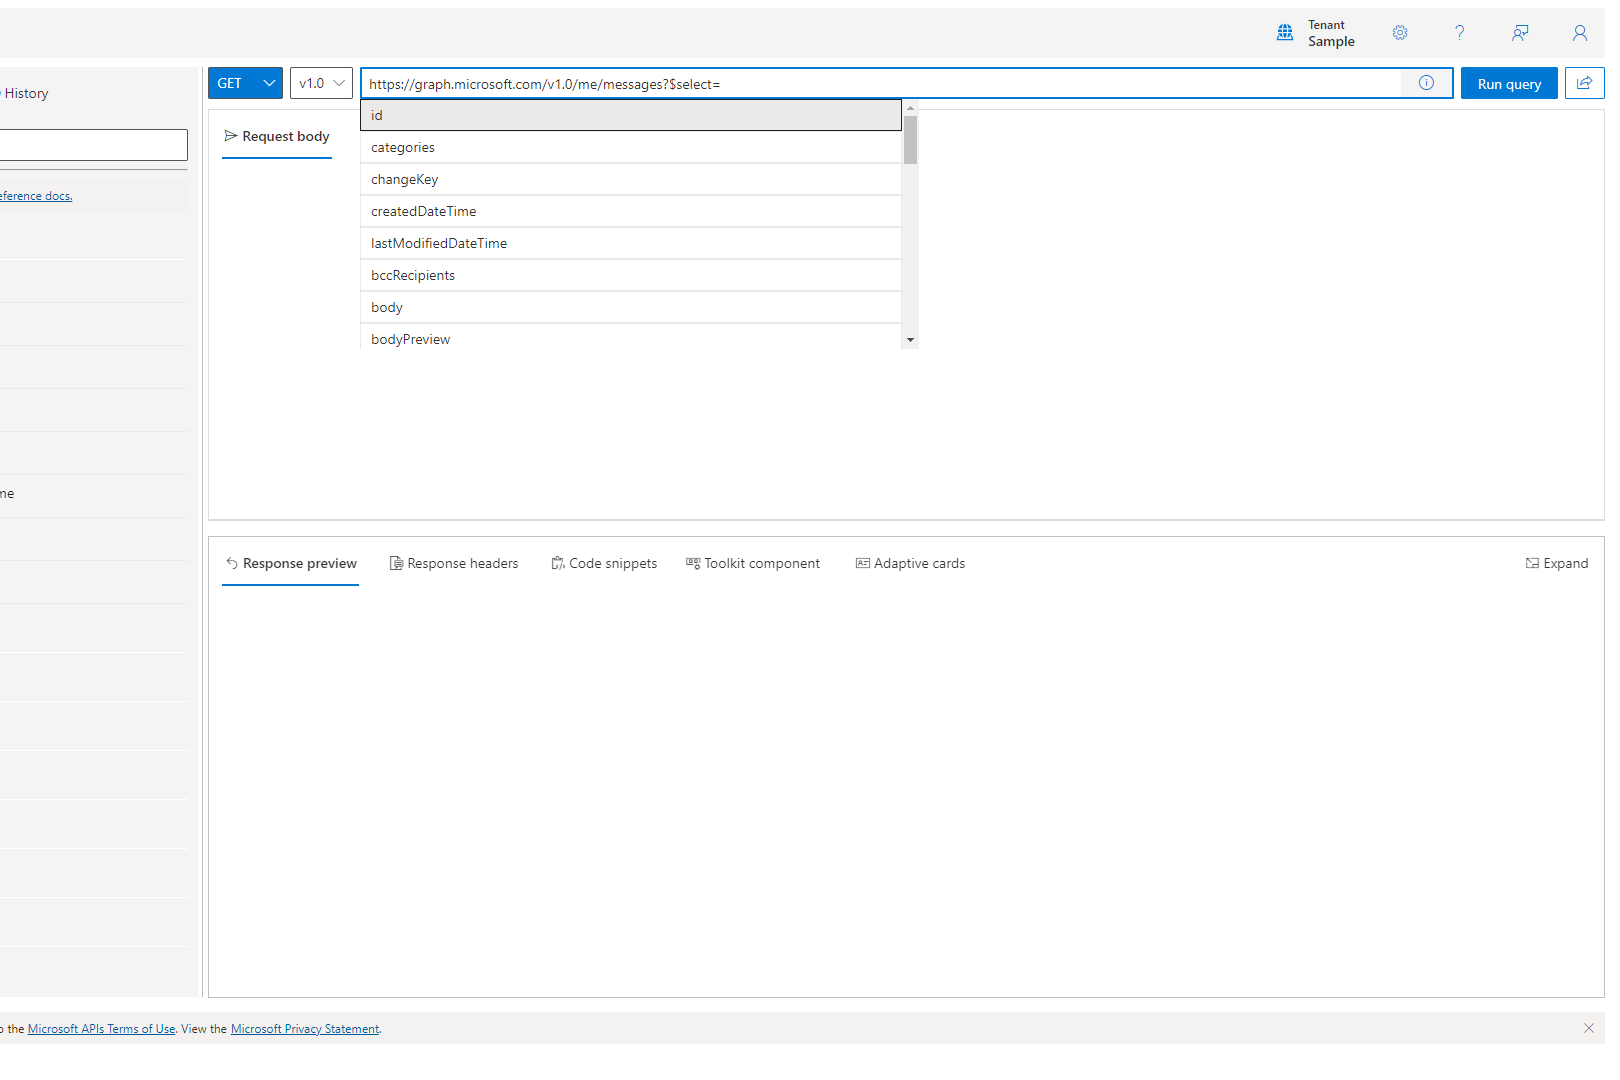 Tenant
Sample
History
GET
v1.0
https://graph.microsoft.com/v1.0/me/messages?$select=
Run query
id
Request body
categories
changeKey
eference docs.
createdDateTime
lastModifiedDateTime
bccRecipients
body
bodyPreview
me
Response preview
Response headers
Code snippets
Toolkit component
Adaptive cards
Expand
o the Microsoft APIs Terms of Use. View the Microsoft Privacy Statement.